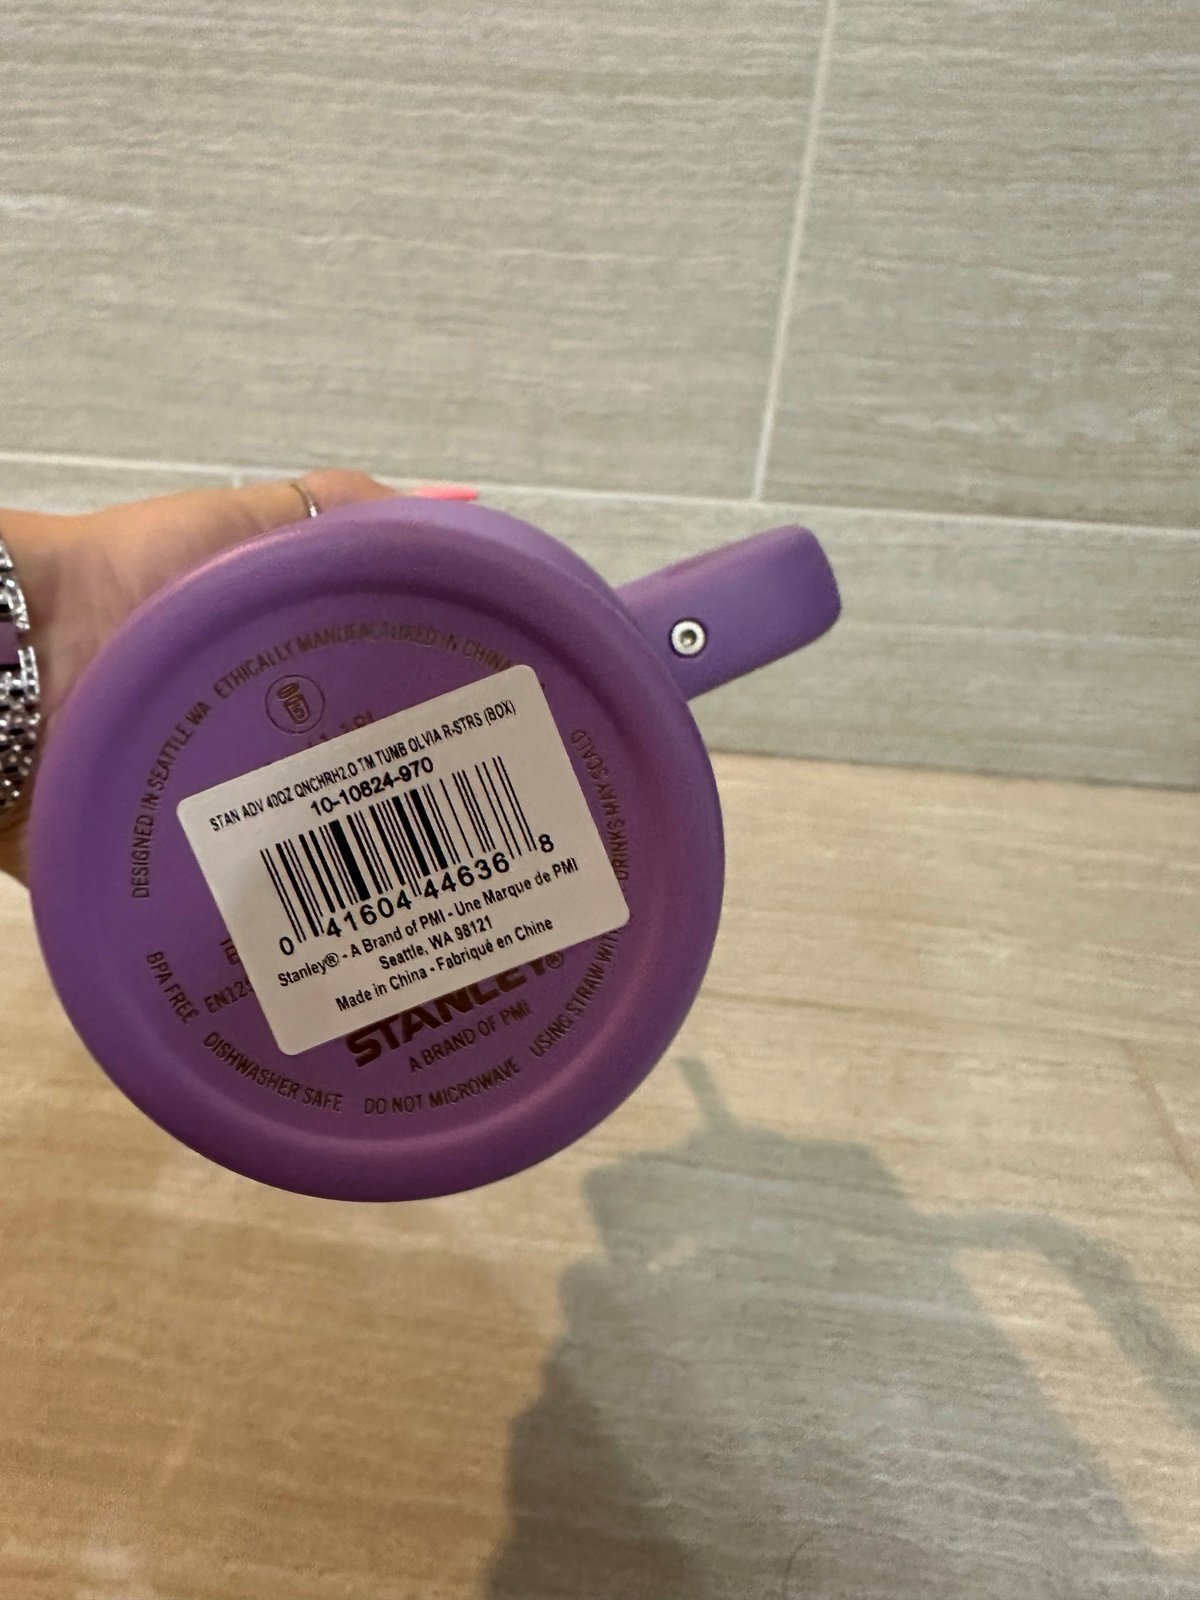 STAN ADV 40OZ QNCHRH2.O TM TUMB OLVIA R-STRS (BOX)
10-10824-970
0 41604 44636 8
Stanley® - A Brand of PMI - Une Marque de PMI
Seattle, WA 98121
Made in China - Fabriqué en Chine
DESIGNED IN SEATTLE WA
ETHICALLY MANUFACTURED IN CHINA
STANLEY®
A BRAND OF PMI
BPA FREE
DISHWASHER SAFE
DO NOT MICROWAVE
USING STRAW
DRINKS MAY SCALD